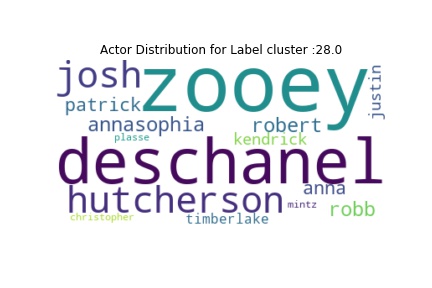 Actor Distribution for Label cluster :28.0
josh zooey justin
patrick
annasophia robert
plasse kendrick
deschanel
hutcherson anna
mintz robb
christopher timberlake